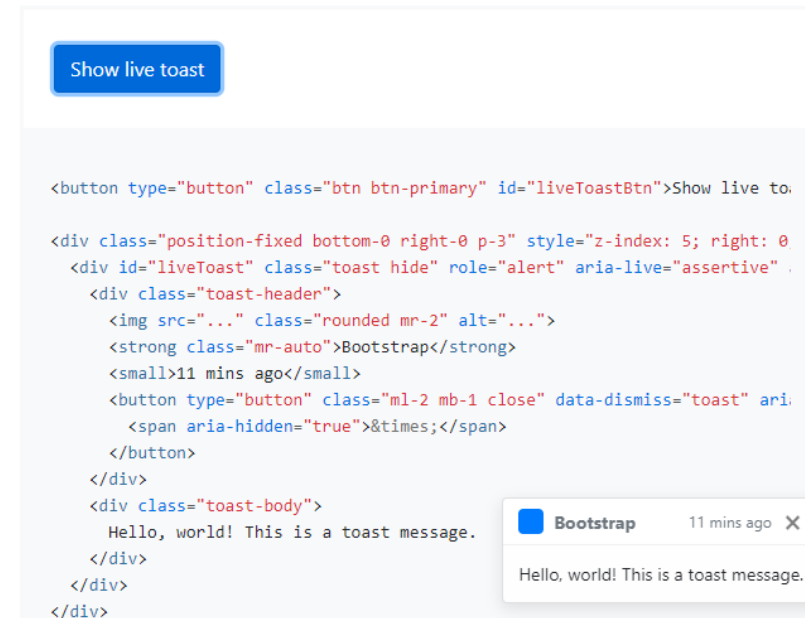 Show live toast
<button type="button" class="btn btn-primary" id="liveToastBtn">Show live
<div class="position-fixed bottom-0 right-0 p-3" style="z-index: 5; right: 0;
<div id="liveToast" class="toast hide" role="alert" aria-live="assertive"
<div class="toast-header">
<img src="..." class="rounded mr-2" alt="...">
<strong class="mr-auto">Bootstrap</strong>
<small>11 mins ago</small>
<button type="button" class="ml-2 mb-1 close" data-dismiss="toast"
<span aria-hidden="true">&times;</span>
</button>
</div>
<div class="toast-body">
Hello, world! This is a toast message.
</div>
</div>
</div>
Bootstrap 11 mins ago ×
Hello, world! This is a toast message.